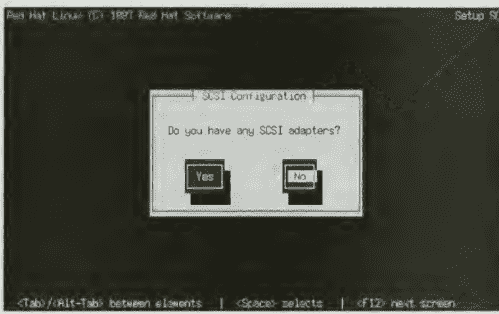 Red Hat Linux (C) 1997 Red Hat Software
Setup S
SCSI Configuration
Do you have any SCSI adapters?
Yes
No
<Tab>/<Alt-Tab> between elements | <Space> selects | <F12> next screen